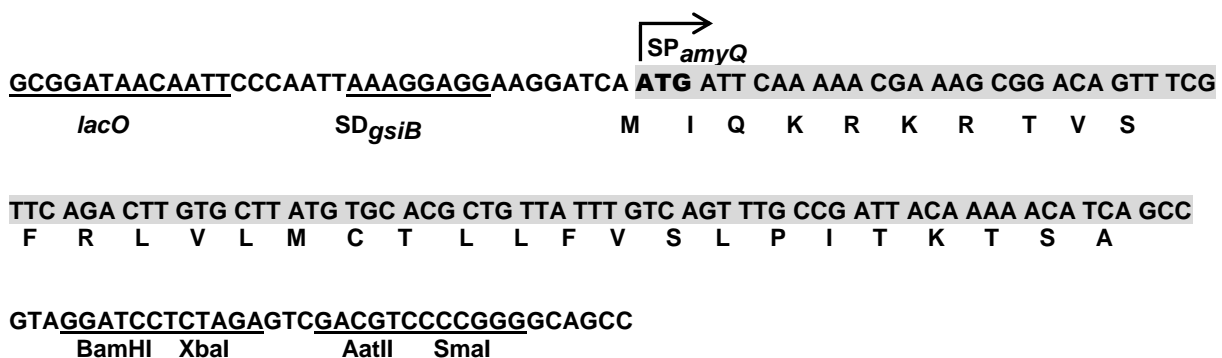 SPamyQ
GCGGATAACAATTCCCAATTAAAGGAGGAAGGATCA ATG ATT CAA AAA CGA AAG CGG ACA GTT TCG
lacO SDgsiB M I Q K R K R T V S
TTC AGA CTT GTG CTT ATG TGC ACG CTG TTA TTT GTC AGT TTG CCG ATT ACA AAA ACA TCA GCC
F R L V L M C T L L F V S L P I T K T S A
GTAGGATCCTCTAGAGTCGACGTCCCCGGGGCAGCC
BamHI XbaI AatII SmaI